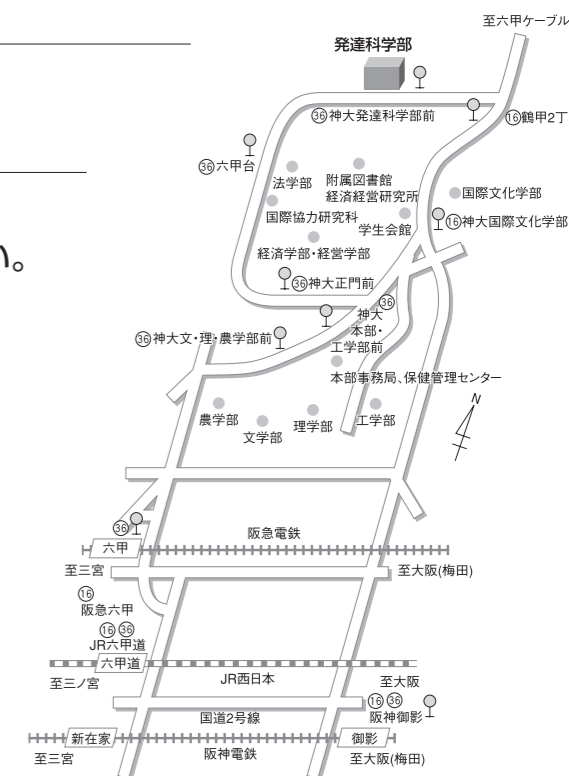 い。
至六甲ケーブル
発達科学部
㊱神大発達科学部前
⑯鶴甲2丁
㊱六甲台
法学部
附属図書館
経済経営研究所
国際文化学部
国際協力研究科
学生会館
⑯神大国際文化学部
経済学部・経営学部
㊱神大正門前
㊱
神大
本部・
工学部前
㊱神大文・理・農学部前
本部事務局、保健管理センター
N
農学部
文学部
理学部
工学部
㊱
阪急電鉄
六甲
至三宮
至大阪(梅田)
⑯
阪急六甲
⑯㊱
JR六甲道
六甲道
至三ノ宮
JR西日本
至大阪
⑯㊱
阪神御影
国道2号線
新在家
御影
至三宮
阪神電鉄
至大阪(梅田)